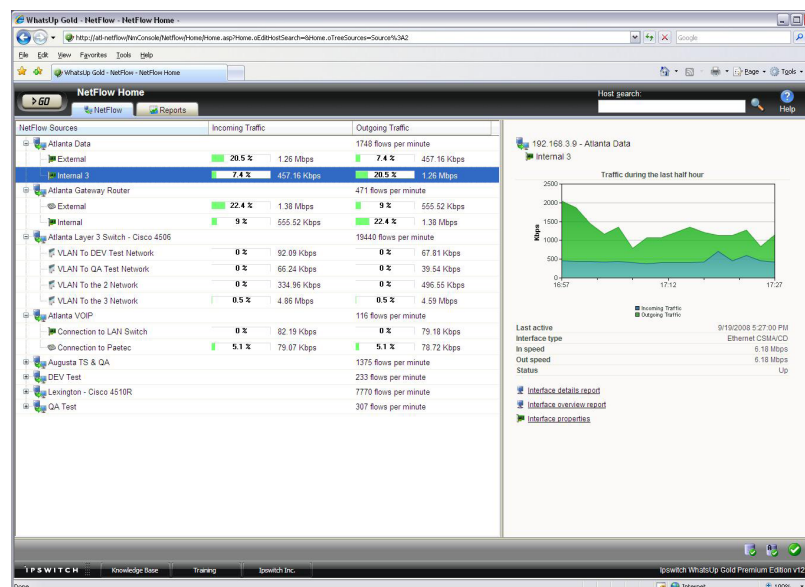 WhatsUp Gold - NetFlow - NetFlow Home -
http://atl-netflow/NmConsole/Netflow/Home/Home.asp?Home.oEditHostSearch=&Home.oTreeSources=Source%3A2
Google
File Edit View Favorites Tools Help
WhatsUp Gold - NetFlow - NetFlow Home
Page Tools
GO
NetFlow Home
Host search:
Help
NetFlow Reports
NetFlow Sources Incoming Traffic Outgoing Traffic
Atlanta Data 1748 flows per minute
External 20.5 % 1.26 Mbps 7.4 % 457.16 Kbps
Internal 3 7.4 % 457.16 Kbps 20.5 % 1.26 Mbps
Atlanta Gateway Router 471 flows per minute
External 22.4 % 1.38 Mbps 9 % 555.52 Kbps
Internal 9 % 555.52 Kbps 22.4 % 1.38 Mbps
Atlanta Layer 3 Switch - Cisco 4506 19440 flows per minute
VLAN To DEV Test Network 0 % 92.09 Kbps 0 % 67.81 Kbps
VLAN To QA Test Network 0 % 66.24 Kbps 0 % 39.54 Kbps
VLAN To the 2 Network 0 % 334.96 Kbps 0 % 496.55 Kbps
VLAN To the 3 Network 0.5 % 4.86 Mbps 0.5 % 4.59 Mbps
Atlanta VOIP 116 flows per minute
Connection to LAN Switch 0 % 82.19 Kbps 0 % 79.18 Kbps
Connection to Paetec 5.1 % 79.07 Kbps 5.1 % 78.72 Kbps
Augusta TS & QA 1375 flows per minute
DEV Test 233 flows per minute
Lexington - Cisco 4510R 7770 flows per minute
QA Test 307 flows per minute
192.168.3.9 - Atlanta Data
Internal 3
Traffic during the last half hour
Kbps
2500
2000
1500
1000
500
0
16:57 17:12 17:27
Incoming Traffic
Outgoing Traffic
Last active 9/19/2008 5:27:00 PM
Interface type Ethernet CSMA/CD
In speed 6.18 Mbps
Out speed 6.18 Mbps
Status Up
Interface details report
Interface overview report
Interface properties
IPSWITCH Knowledge Base Training Ipswitch Inc. Ipswitch WhatsUp Gold Premium Edition v12
Done Internet 100%